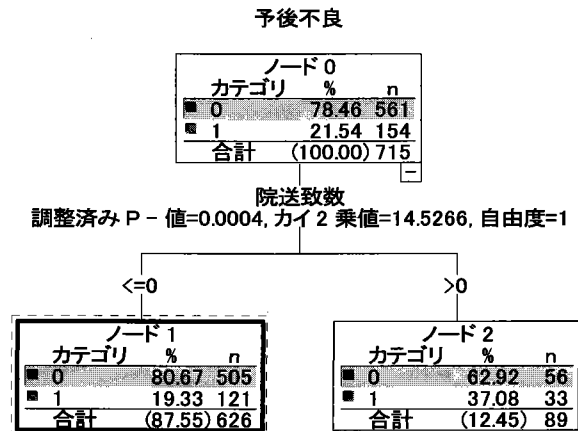 予後不良
ノード 0
カテゴリ % n
0 78.46 561
1 21.54 154
合計 (100.00) 715
院送致数
調整済み P － 値=0.0004, カイ 2 乗値=14.5266, 自由度=1
<=0 >0
ノード 1
カテゴリ % n
0 80.67 505
1 19.33 121
合計 (87.55) 626
ノード 2
カテゴリ % n
0 62.92 56
1 37.08 33
合計 (12.45) 89